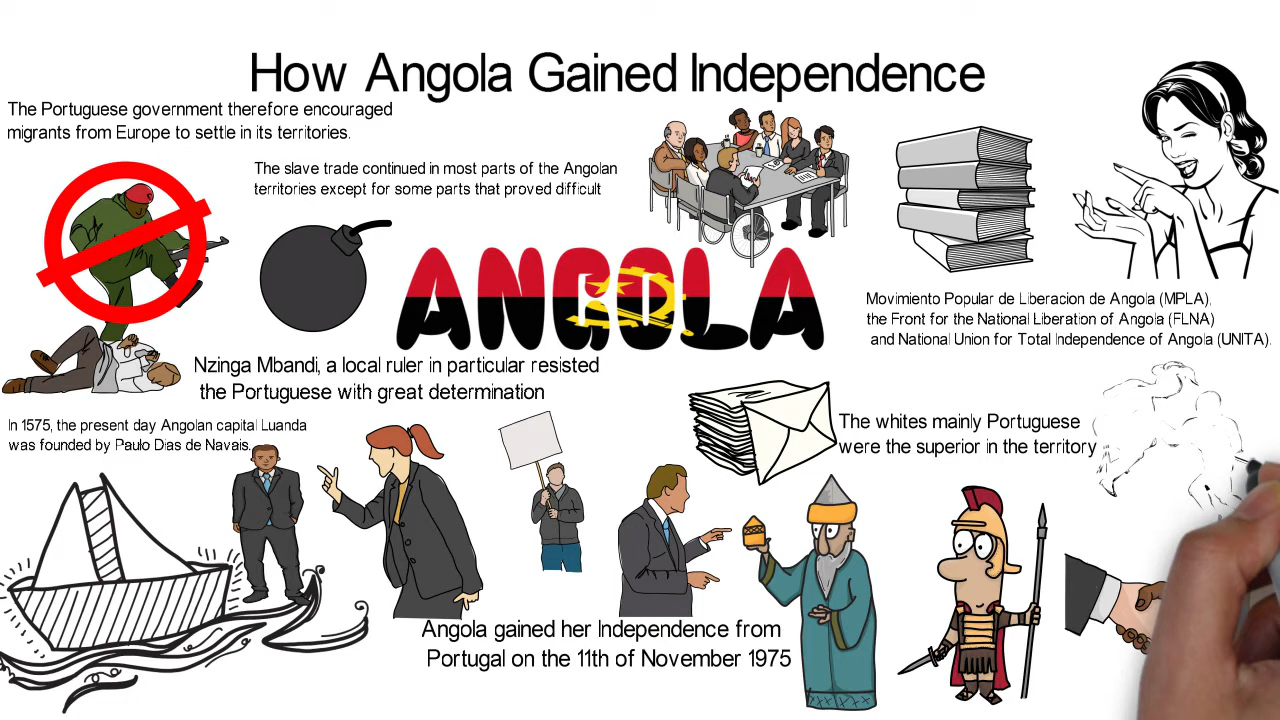 How Angola Gained Independence
The Portuguese government therefore encouraged
migrants from Europe to settle in its territories.
The slave trade continued in most parts of the Angolan
territories except for some parts that proved difficult
ANGOLA
Movimiento Popular de Liberacion de Angola (MPLA),
the Front for the National Liberation of Angola (FLNA)
and National Union for Total Independence of Angola (UNITA).
Nzinga Mbandi, a local ruler in particular resisted
the Portuguese with great determination
In 1575, the present day Angolan capital Luanda
was founded by Paulo Dias de Navais.
The whites mainly Portuguese
were the superior in the territory
Angola gained her Independence from
Portugal on the 11th of November 1975